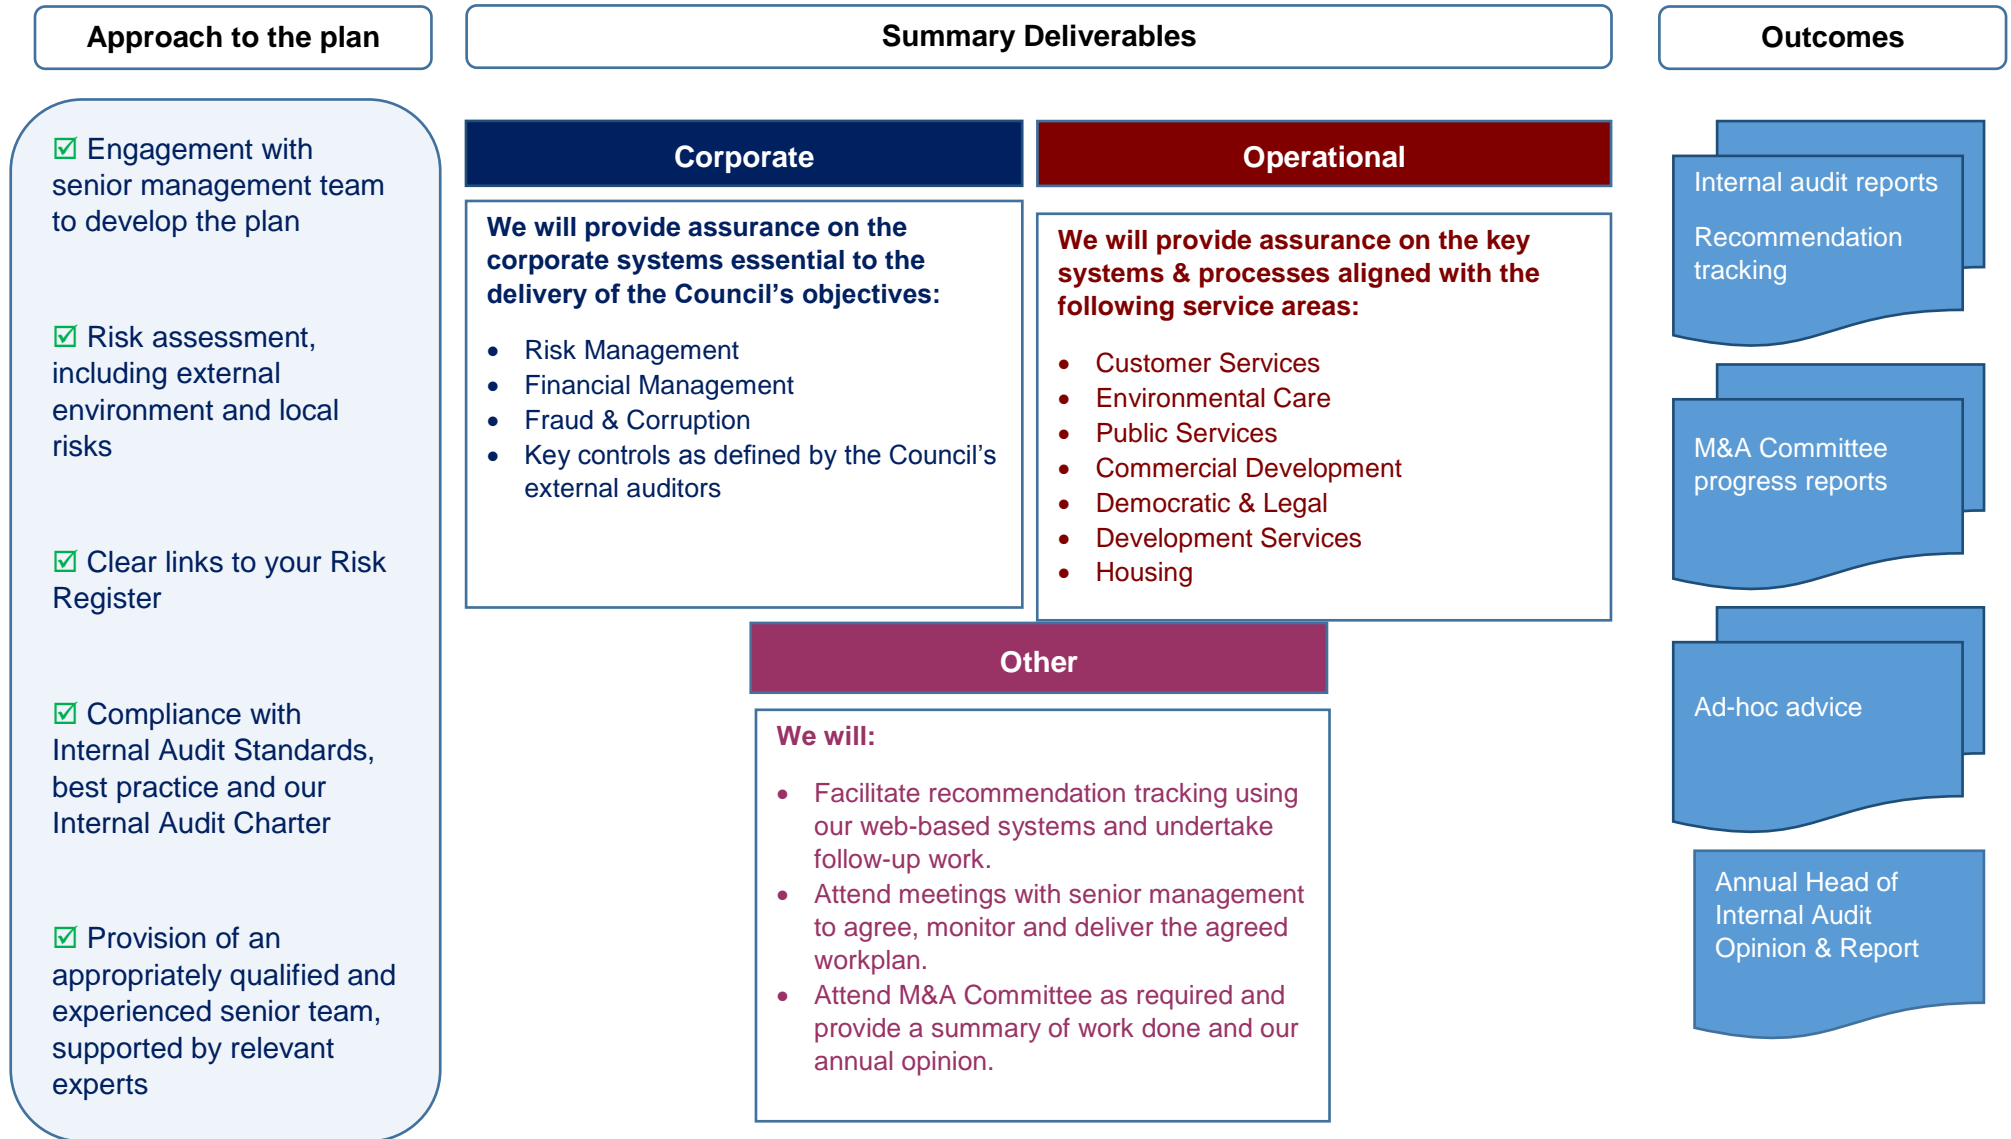 Approach to the plan
Summary Deliverables
Outcomes
☑ Engagement with
senior management team
to develop the plan
☑ Risk assessment,
including external
environment and local
risks
☑ Clear links to your Risk
Register
☑ Compliance with
Internal Audit Standards,
best practice and our
Internal Audit Charter
☑ Provision of an
appropriately qualified and
experienced senior team,
supported by relevant
experts
Corporate
We will provide assurance on the
corporate systems essential to the
delivery of the Council’s objectives:
• Risk Management
• Financial Management
• Fraud & Corruption
• Key controls as defined by the Council’s
external auditors
Operational
We will provide assurance on the key
systems & processes aligned with the
following service areas:
• Customer Services
• Environmental Care
• Public Services
• Commercial Development
• Democratic & Legal
• Development Services
• Housing
Other
We will:
• Facilitate recommendation tracking using
our web-based systems and undertake
follow-up work.
• Attend meetings with senior management
to agree, monitor and deliver the agreed
workplan.
• Attend M&A Committee as required and
provide a summary of work done and our
annual opinion.
Internal audit reports
Recommendation
tracking
M&A Committee
progress reports
Ad-hoc advice
Annual Head of
Internal Audit
Opinion & Report